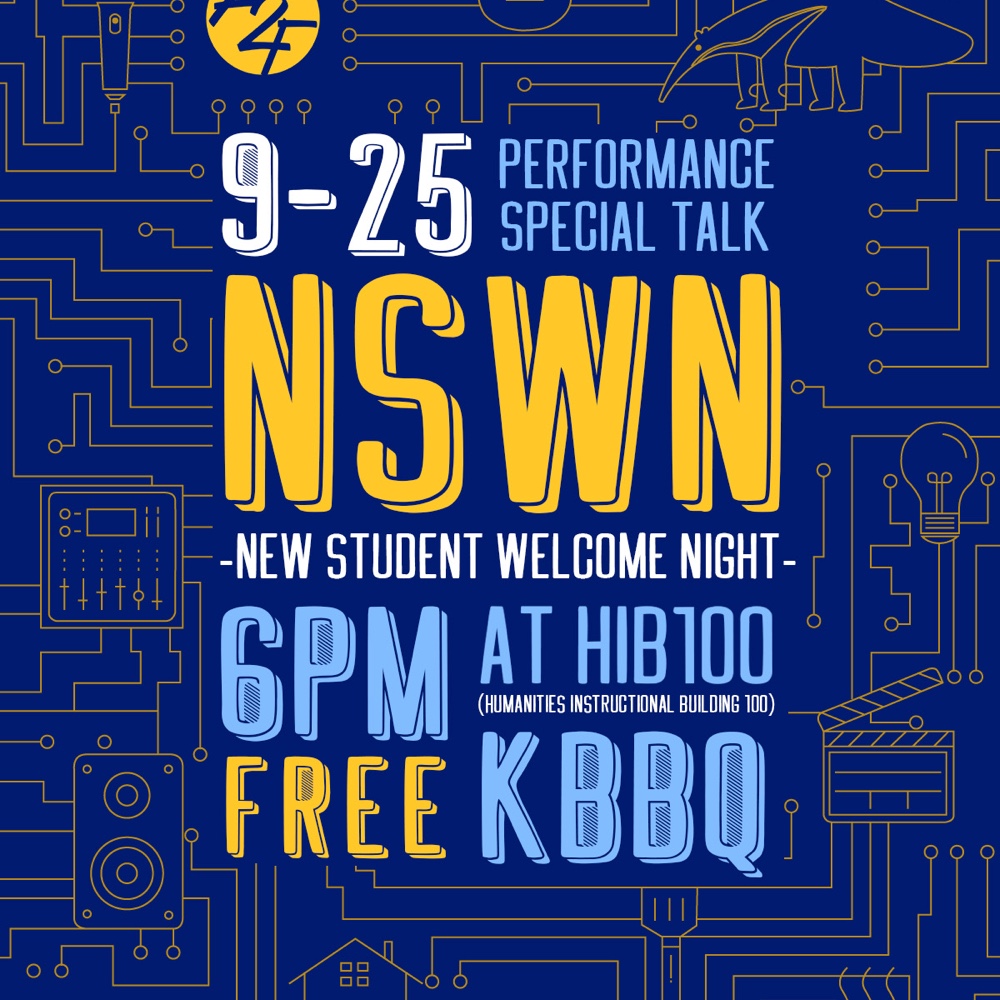 A2F
9-25
PERFORMANCE
SPECIAL TALK
NSWN
-NEW STUDENT WELCOME NIGHT-
6PM
AT HIB100
(HUMANITIES INSTRUCTIONAL BUILDING 100)
FREE
KBBQ